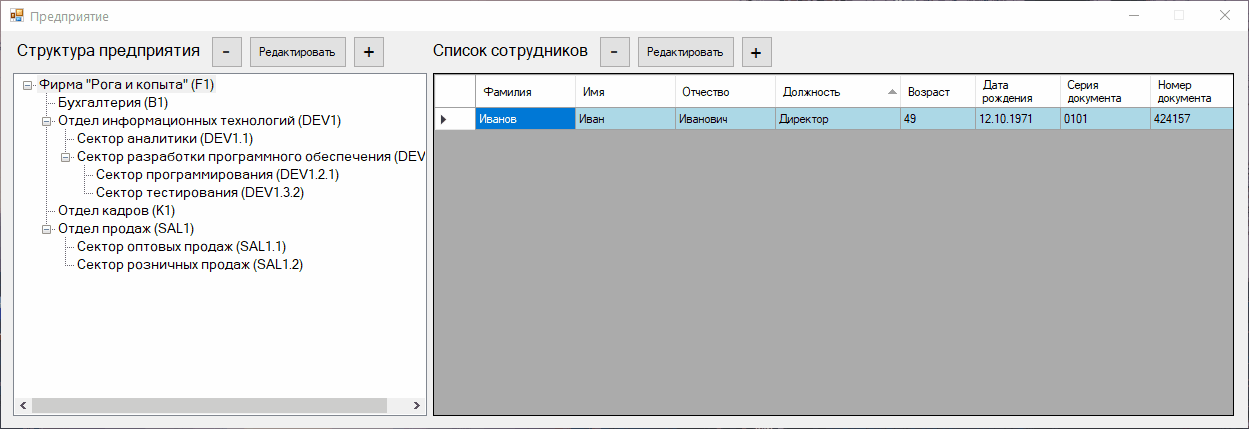 Предприятие
Структура предприятия - Редактировать +
Список сотрудников - Редактировать +
Фирма "Рога и копыта" (F1)
Бухгалтерия (B1)
Отдел информационных технологий (DEV1)
Сектор аналитики (DEV1.1)
Сектор разработки программного обеспечения (DEV
Сектор программирования (DEV1.2.1)
Сектор тестирования (DEV1.3.2)
Отдел кадров (K1)
Отдел продаж (SAL1)
Сектор оптовых продаж (SAL1.1)
Сектор розничных продаж (SAL1.2)
Фамилия Имя Отчество Должность Возраст Дата рождения Серия документа Номер документа
Иванов Иван Иванович Директор 49 12.10.1971 0101 424157